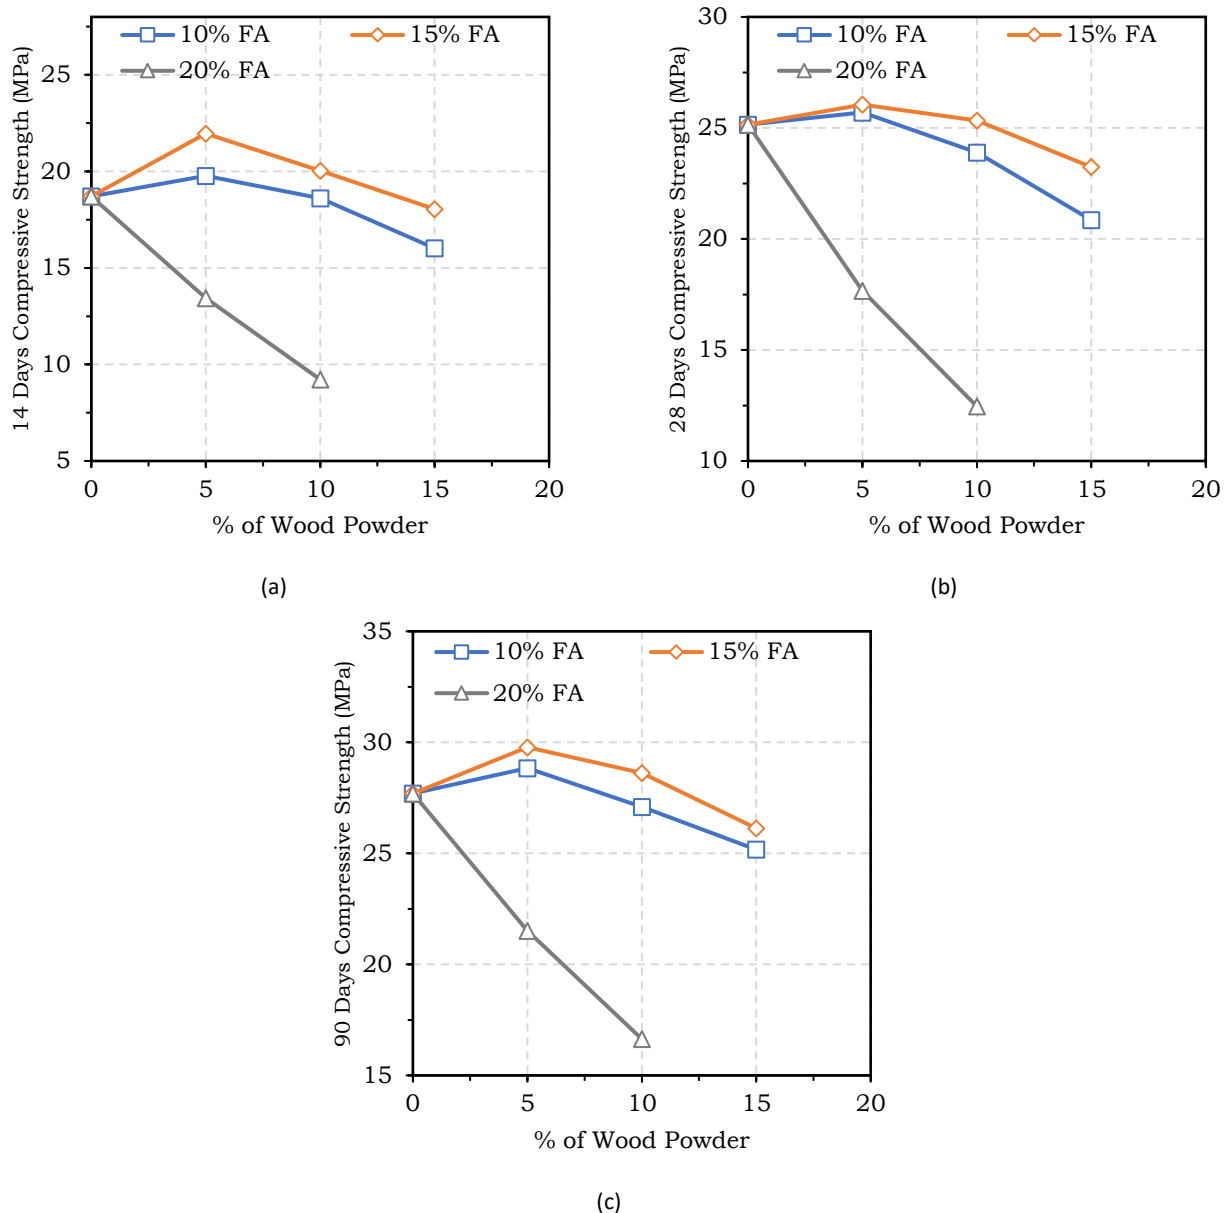 14 Days Compressive Strength (MPa)
10% FA 15% FA
20% FA
25
20
15
10
5
0 5 10 15 20
% of Wood Powder
(a)
28 Days Compressive Strength (MPa)
10% FA 15% FA
20% FA
30
25
20
15
10
0 5 10 15 20
% of Wood Powder
(b)
90 Days Compressive Strength (MPa)
10% FA 15% FA
20% FA
35
30
25
20
15
0 5 10 15 20
% of Wood Powder
(c)